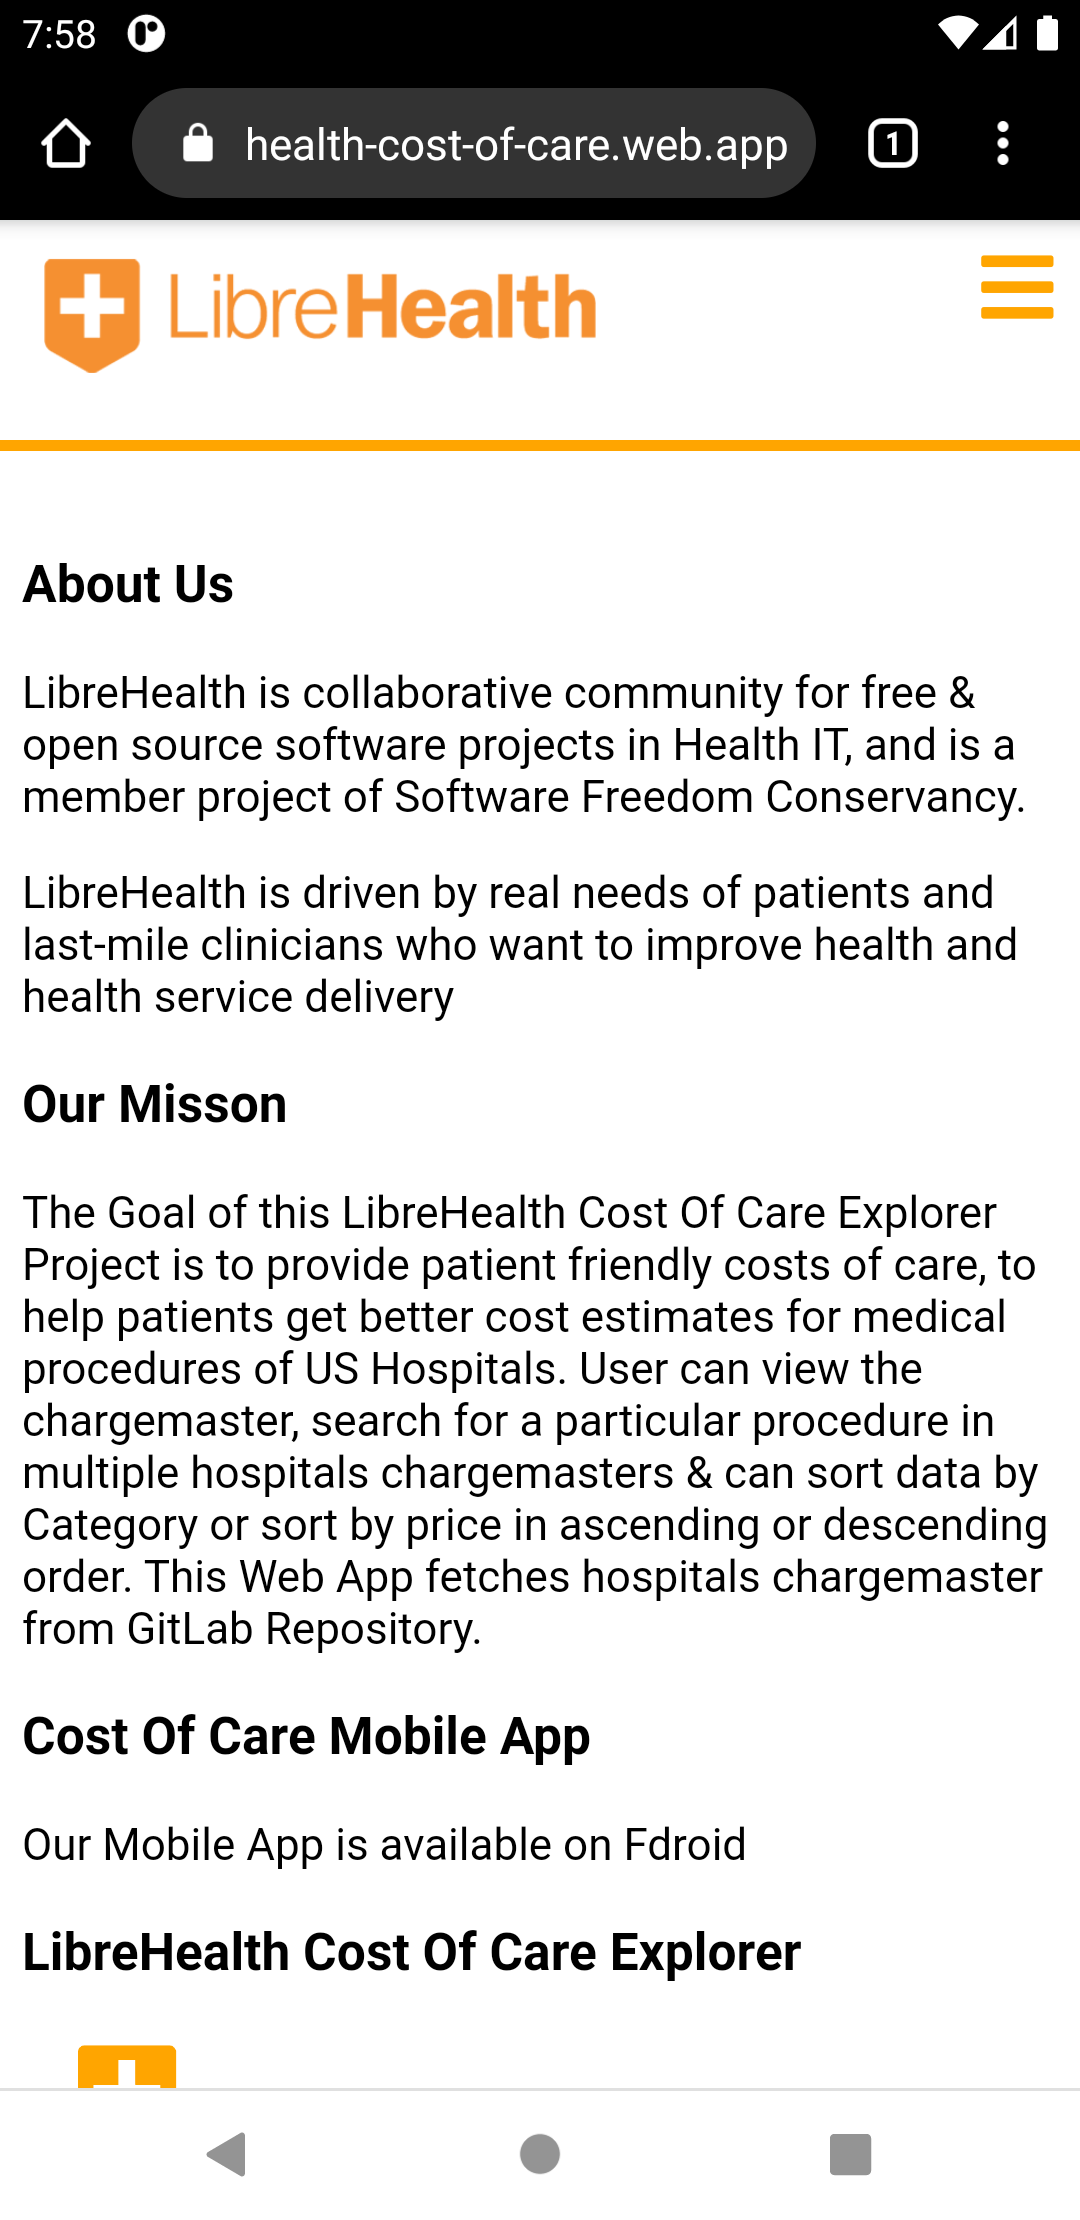 7:58
health-cost-of-care.web.app
1
LibreHealth
About Us
LibreHealth is collaborative community for free &
open source software projects in Health IT, and is a
member project of Software Freedom Conservancy.
LibreHealth is driven by real needs of patients and
last-mile clinicians who want to improve health and
health service delivery
Our Misson
The Goal of this LibreHealth Cost Of Care Explorer
Project is to provide patient friendly costs of care, to
help patients get better cost estimates for medical
procedures of US Hospitals. User can view the
chargemaster, search for a particular procedure in
multiple hospitals chargemasters & can sort data by
Category or sort by price in ascending or descending
order. This Web App fetches hospitals chargemaster
from GitLab Repository.
Cost Of Care Mobile App
Our Mobile App is available on Fdroid
LibreHealth Cost Of Care Explorer